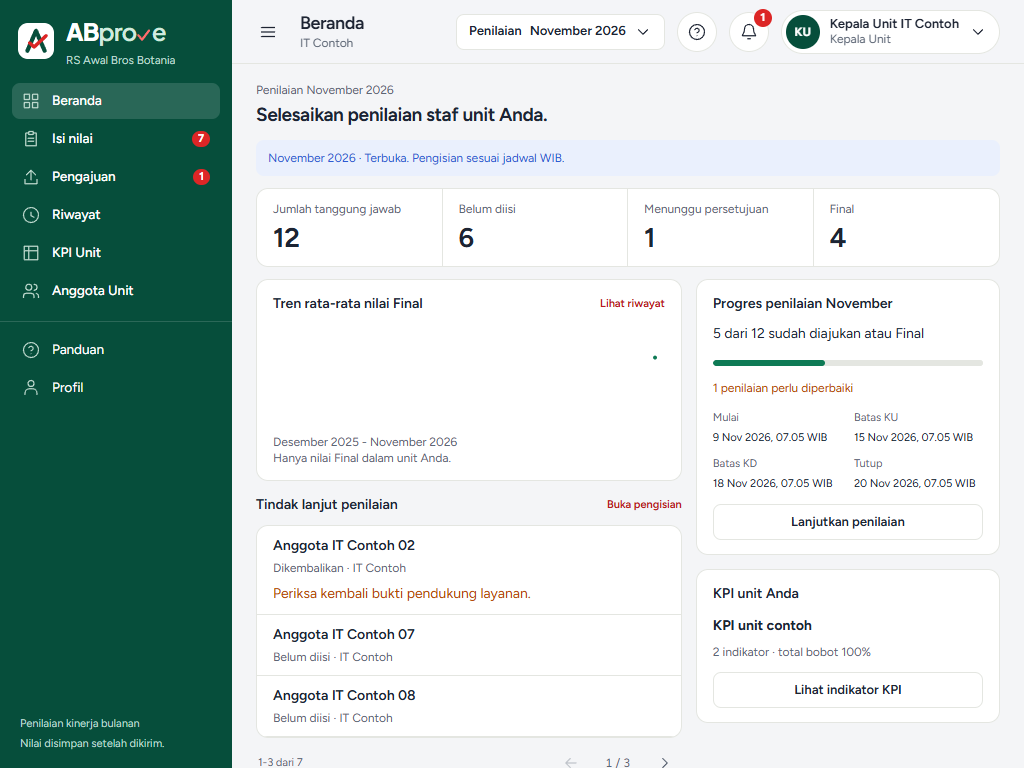 ABprove
RS Awal Bros Botania
Beranda
Isi nilai 7
Pengajuan 1
Riwayat
KPI Unit
Anggota Unit
Panduan
Profil
Penilaian kinerja bulanan
Nilai disimpan setelah dikirim.
Beranda
IT Contoh
Penilaian November 2026
1
KU
Kepala Unit IT Contoh
Kepala Unit
Penilaian November 2026
Selesaikan penilaian staf unit Anda.
November 2026 · Terbuka. Pengisian sesuai jadwal WIB.
Jumlah tanggung jawab
12
Belum diisi
6
Menunggu persetujuan
1
Final
4
Tren rata-rata nilai Final
Lihat riwayat
Desember 2025 - November 2026
Hanya nilai Final dalam unit Anda.
Tindak lanjut penilaian
Buka pengisian
Anggota IT Contoh 02
Dikembalikan · IT Contoh
Periksa kembali bukti pendukung layanan.
Anggota IT Contoh 07
Belum diisi · IT Contoh
Anggota IT Contoh 08
Belum diisi · IT Contoh
1-3 dari 7
1 / 3
Progres penilaian November
5 dari 12 sudah diajukan atau Final
1 penilaian perlu diperbaiki
Mulai
9 Nov 2026, 07.05 WIB
Batas KU
15 Nov 2026, 07.05 WIB
Batas KD
18 Nov 2026, 07.05 WIB
Tutup
20 Nov 2026, 07.05 WIB
Lanjutkan penilaian
KPI unit Anda
KPI unit contoh
2 indikator · total bobot 100%
Lihat indikator KPI